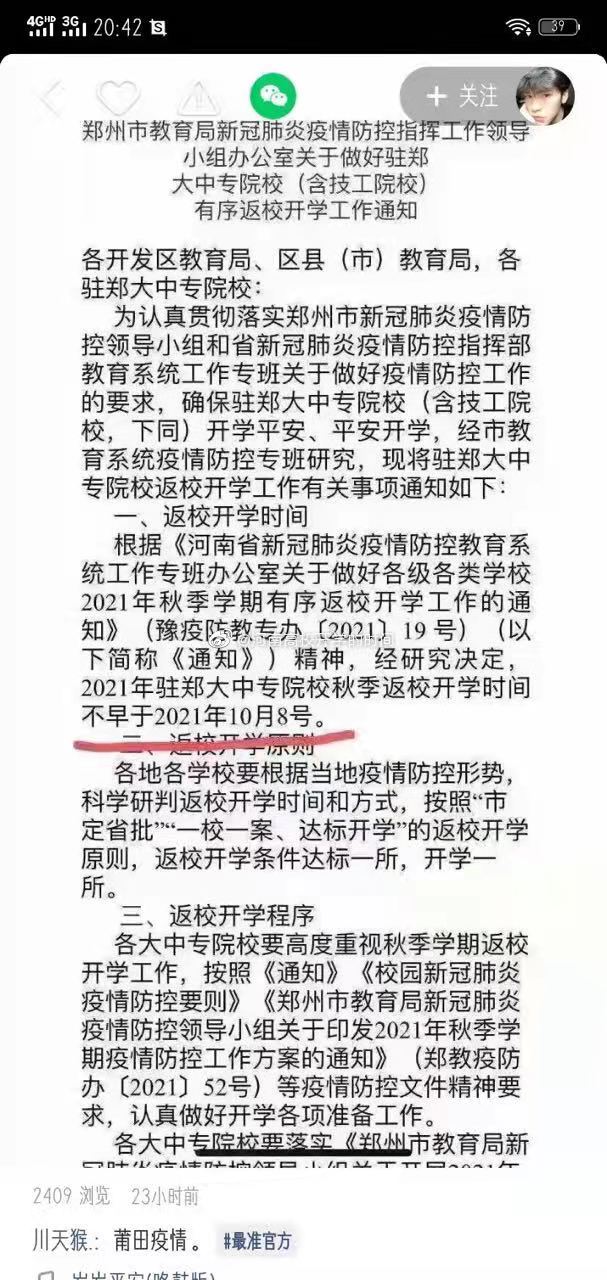 4G HD 3G 20:42 39
+ 关注
郑州市教育局新冠肺炎疫情防控指挥工作领导
小组办公室关于做好驻郑
大中专院校（含技工院校）
有序返校开学工作通知
各开发区教育局、区县（市）教育局，各
驻郑大中专院校：
为认真贯彻落实郑州市新冠肺炎疫情防
控领导小组和省新冠肺炎疫情防控指挥部
教育系统工作专班关于做好疫情防控工作
的要求，确保驻郑大中专院校（含技工院
校，下同）开学平安、平安开学，经市教
育系统疫情防控专班研究，现将驻郑大中
专院校返校开学工作有关事项通知如下：
一、返校开学时间
根据《河南省新冠肺炎疫情防控教育系
统工作专班办公室关于做好各级各类学校
2021年秋季学期有序返校开学工作的通
知》（豫疫防教专办〔2021〕19 号）（以
下简称《通知》）精神，经研究决定，
2021年驻郑大中专院校秋季返校开学时间
不早于2021年10月8号。
二、返校开学原则
各地各学校要根据当地疫情防控形势，
科学研判返校开学时间和方式，按照“市
定省批”“一校一案、达标开学”的返校开学
原则，返校开学条件达标一所，开学一
所。
三、返校开学程序
各大中专院校要高度重视秋季学期返校
开学工作，按照《通知》《校园新冠肺炎
疫情防控要则》《郑州市教育局新冠肺炎
疫情防控领导小组关于印发2021年秋季学
期疫情防控工作方案的通知》（郑教疫防
办〔2021〕52号）等疫情防控文件精神要
求，认真做好开学各项准备工作。
各大中专院校要落实《郑州市教育局新
冠肺炎疫情防控领导小组关于开展2021年
2409 浏览 23小时前
川天猴.：莆田疫情。 #最准官方
岁岁平安(咚鼓版)